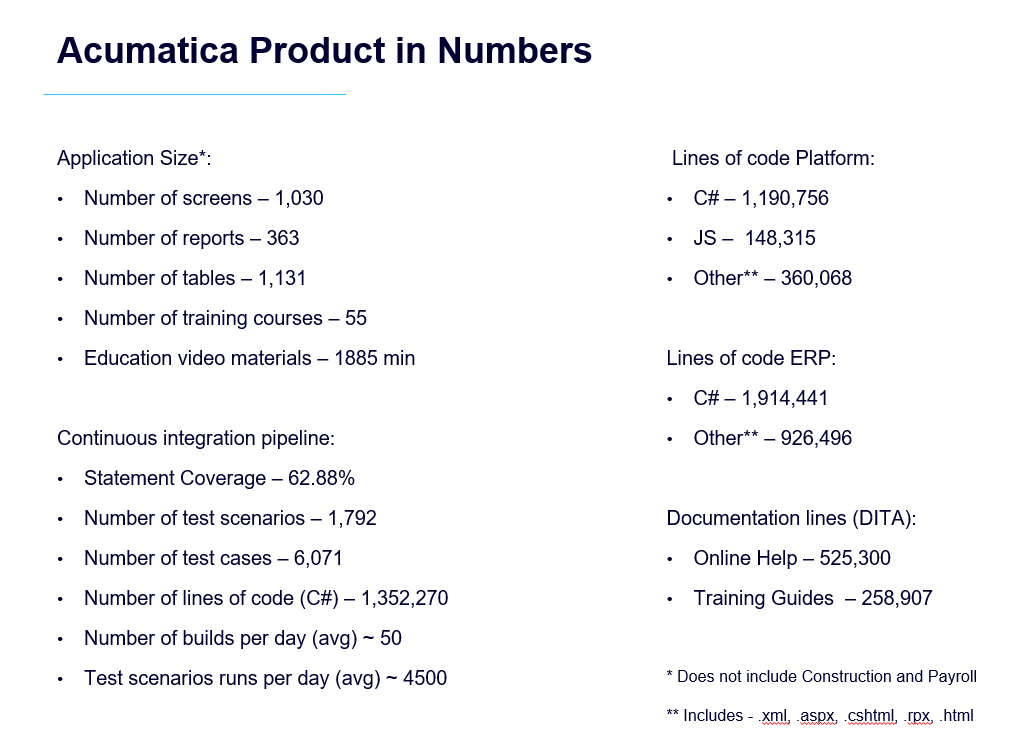 Acumatica Product in Numbers
Application Size*:
• Number of screens – 1,030
• Number of reports – 363
• Number of tables – 1,131
• Number of training courses – 55
• Education video materials – 1885 min
Continuous integration pipeline:
• Statement Coverage – 62.88%
• Number of test scenarios – 1,792
• Number of test cases – 6,071
• Number of lines of code (C#) – 1,352,270
• Number of builds per day (avg) ~ 50
• Test scenarios runs per day (avg) ~ 4500
Lines of code Platform:
• C# – 1,190,756
• JS –  148,315
• Other** – 360,068
Lines of code ERP:
• C# – 1,914,441
• Other** – 926,496
Documentation lines (DITA):
• Online Help – 525,300
• Training Guides  – 258,907
* Does not include Construction and Payroll
** Includes - .xml, .aspx, .cshtml, .rpx, .html